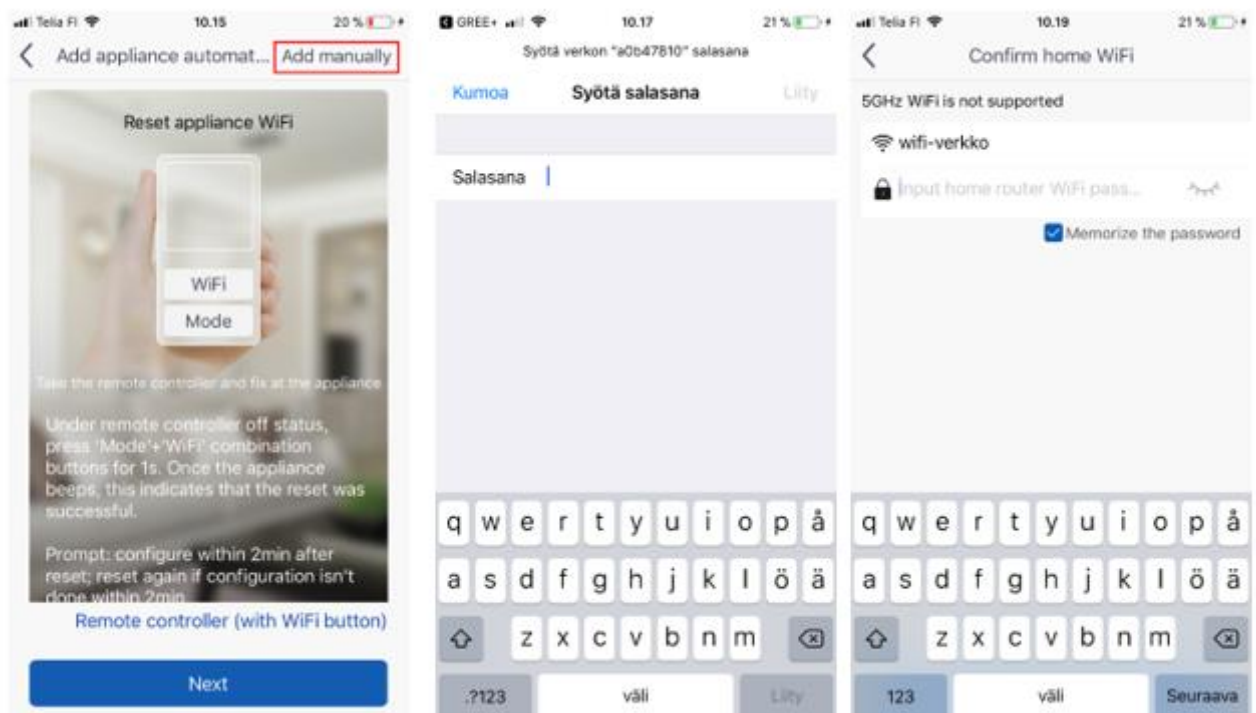 Telia FI 10.15 20 %
Add appliance automat... Add manually
Reset appliance WiFi
WiFi
Mode
Take the remote controller and fix at the appliance
Under remote controller off status,
press 'Mode'+'WiFi' combination
buttons for 1s. Once the appliance
beeps, this indicates that the reset was
successful.
Prompt: configure within 2min after
reset; reset again if configuration isn't
done within 2min
Remote controller (with WiFi button)
Next
GREE+ 10.17 21 %
Syötä verkon "a0b47810" salasana
Kumoa Syötä salasana Liity
Salasana
q w e r t y u i o p å
a s d f g h j k l ö ä
z x c v b n m
.?123 väli Liity
Telia FI 10.19 21 %
Confirm home WiFi
5GHz WiFi is not supported
wifi-verkko
Input home router WiFi pass...
Memorize the password
q w e r t y u i o p å
a s d f g h j k l ö ä
z x c v b n m
123 väli Seuraava